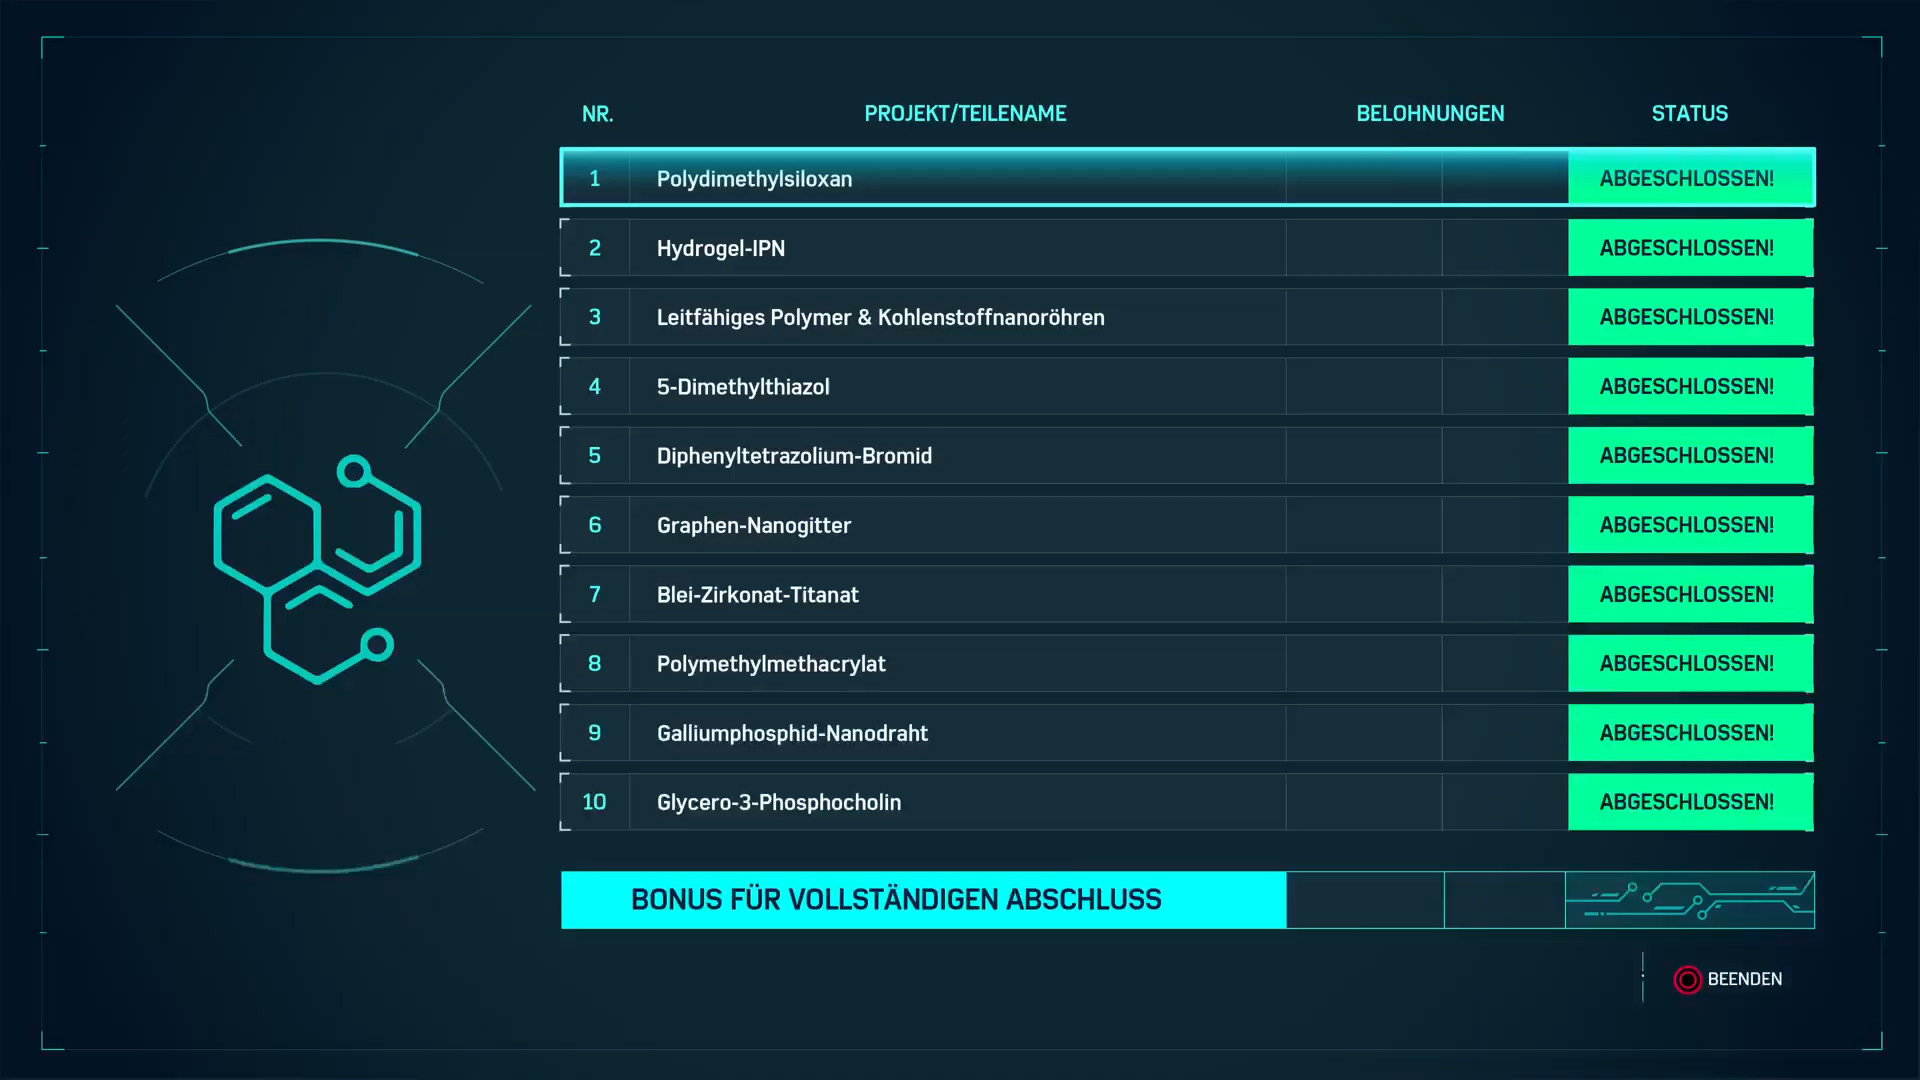 NR. PROJEKT/TEILENAME BELOHNUNGEN STATUS
1 Polydimethylsiloxan ABGESCHLOSSEN!
2 Hydrogel-IPN ABGESCHLOSSEN!
3 Leitfähiges Polymer & Kohlenstoffnanoröhren ABGESCHLOSSEN!
4 5-Dimethylthiazol ABGESCHLOSSEN!
5 Diphenyltetrazolium-Bromid ABGESCHLOSSEN!
6 Graphen-Nanogitter ABGESCHLOSSEN!
7 Blei-Zirkonat-Titanat ABGESCHLOSSEN!
8 Polymethylmethacrylat ABGESCHLOSSEN!
9 Galliumphosphid-Nanodraht ABGESCHLOSSEN!
10 Glycero-3-Phosphocholin ABGESCHLOSSEN!
BONUS FÜR VOLLSTÄNDIGEN ABSCHLUSS
BEENDEN